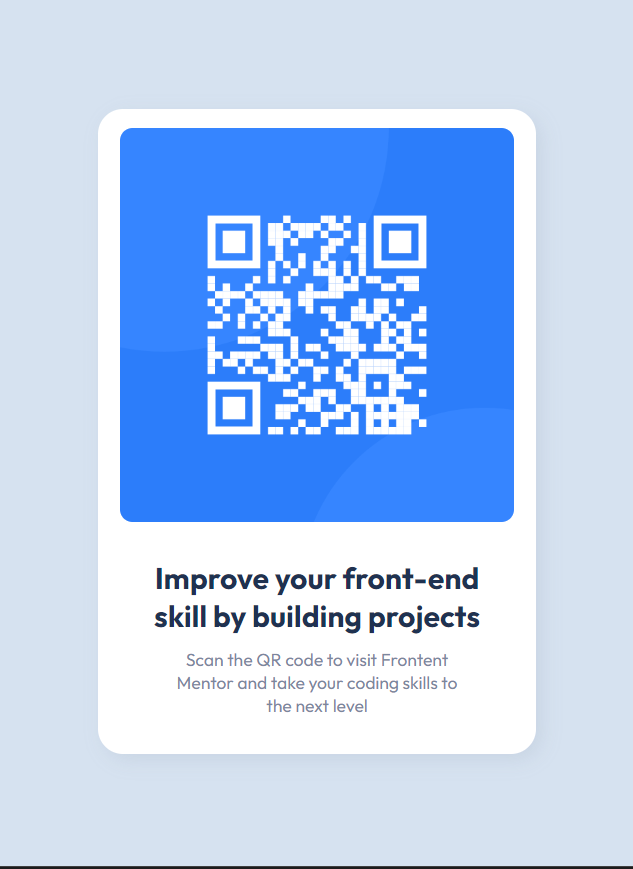 Improve your front-end
skill by building projects
Scan the QR code to visit Frontent
Mentor and take your coding skills to
the next level